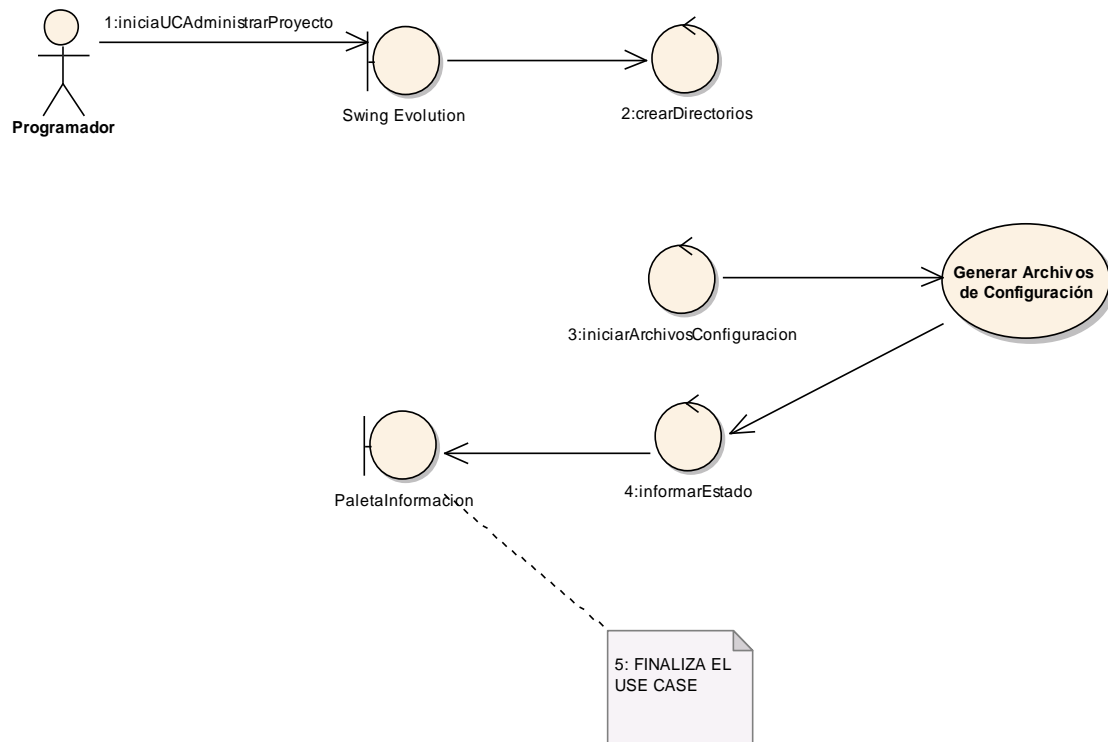 1:iniciaUCAdministrarProyecto
Programador
Swing Evolution
2:crearDirectorios
Generar Archivos
de Configuración
3:iniciarArchivosConfiguracion
PaletaInformacion
4:informarEstado
5: FINALIZA EL
USE CASE